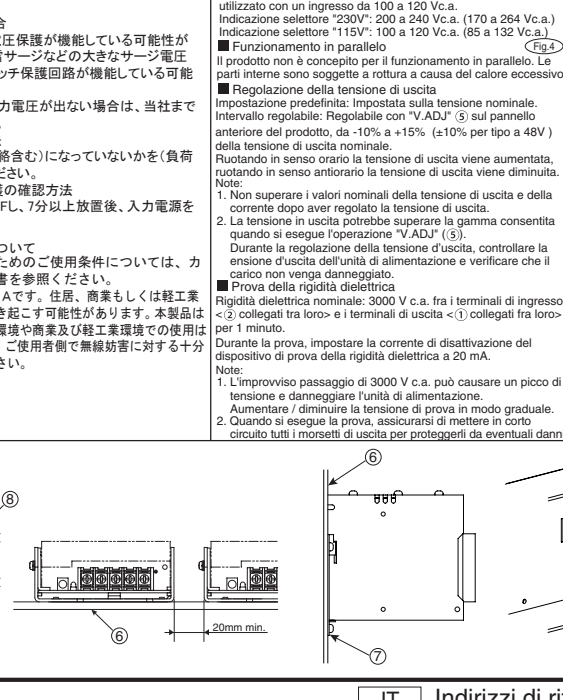 合
圧保護が機能している可能性が
雷サージなどの大きなサージ電圧
ッチ保護回路が機能している可能
力電圧が出ない場合は、当社まで
絡含む)になっていないかを(負荷
ださい。
護の確認方法
Fし、7分以上放置後、入力電源を
ついて
ためのご使用条件については、カ
書を参照ください。
Aです。住居、商業もしくは軽工業
き起こす可能性があります。本製品は
環境や商業及び軽工業環境での使用は
ご使用者側で無線妨害に対する十分
さい。
utilizzato con un ingresso da 100 a 120 Vc.a.
Indicazione selettore "230V": 200 a 240 Vc.a. (170 a 264 Vc.a.)
Indicazione selettore "115V": 100 a 120 Vc.a. (85 a 132 Vc.a.)
■ Funzionamento in parallelo Fig.4
Il prodotto non è concepito per il funzionamento in parallelo. Le
parti interne sono soggette a rottura a causa del calore eccessivo
■ Regolazione della tensione di uscita
Impostazione predefinita: Impostata sulla tensione nominale.
Intervallo regolabile: Regolabile con "V.ADJ" ⑤ sul pannello
anteriore del prodotto, da -10% a +15% (±10% per tipo a 48V )
della tensione di uscita nominale.
Ruotando in senso orario la tensione di uscita viene aumentata,
ruotando in senso antiorario la tensione di uscita viene diminuita.
Note:
1. Non superare i valori nominali della tensione di uscita e della
corrente dopo aver regolato la tensione di uscita.
2. La tensione in uscita potrebbe superare la gamma consentita
quando si esegue l'operazione "V.ADJ" (⑤).
Durante la regolazione della tensione d'uscita, controllare la
ensione d'uscita dell'unità di alimentazione e verificare che il
carico non venga danneggiato.
■ Prova della rigidità dielettrica
Rigidità dielettrica nominale: 3000 V c.a. fra i terminali di ingresso
<② collegati tra loro> e i terminali di uscita <① collegati fra loro>
per 1 minuto.
Durante la prova, impostare la corrente di disattivazione del
dispositivo di prova della rigidità dielettrica a 20 mA.
Note:
1. L'improvviso passaggio di 3000 V c.a. può causare un picco di
tensione e danneggiare l'unità di alimentazione.
Aumentare / diminuire la tensione di prova in modo graduale.
2. Quando si esegue la prova, assicurarsi di mettere in corto
circuito tutti i morsetti di uscita per proteggerli da eventuali dann
⑧
⑥
20mm min.
⑥
⑦
IT Indirizzi di ri